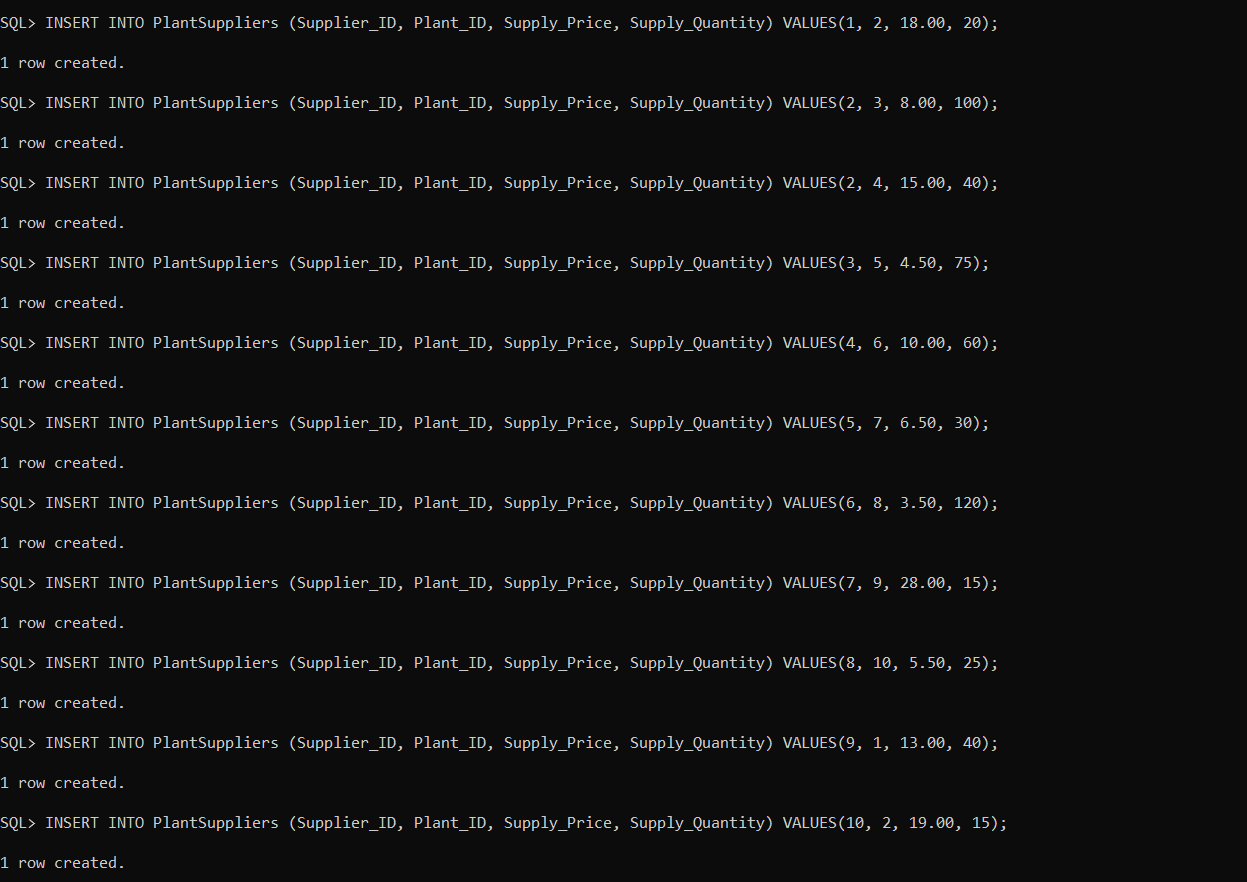 SQL> INSERT INTO PlantSuppliers (Supplier_ID, Plant_ID, Supply_Price, Supply_Quantity) VALUES(1, 2, 18.00, 20);
1 row created.
SQL> INSERT INTO PlantSuppliers (Supplier_ID, Plant_ID, Supply_Price, Supply_Quantity) VALUES(2, 3, 8.00, 100);
1 row created.
SQL> INSERT INTO PlantSuppliers (Supplier_ID, Plant_ID, Supply_Price, Supply_Quantity) VALUES(2, 4, 15.00, 40);
1 row created.
SQL> INSERT INTO PlantSuppliers (Supplier_ID, Plant_ID, Supply_Price, Supply_Quantity) VALUES(3, 5, 4.50, 75);
1 row created.
SQL> INSERT INTO PlantSuppliers (Supplier_ID, Plant_ID, Supply_Price, Supply_Quantity) VALUES(4, 6, 10.00, 60);
1 row created.
SQL> INSERT INTO PlantSuppliers (Supplier_ID, Plant_ID, Supply_Price, Supply_Quantity) VALUES(5, 7, 6.50, 30);
1 row created.
SQL> INSERT INTO PlantSuppliers (Supplier_ID, Plant_ID, Supply_Price, Supply_Quantity) VALUES(6, 8, 3.50, 120);
1 row created.
SQL> INSERT INTO PlantSuppliers (Supplier_ID, Plant_ID, Supply_Price, Supply_Quantity) VALUES(7, 9, 28.00, 15);
1 row created.
SQL> INSERT INTO PlantSuppliers (Supplier_ID, Plant_ID, Supply_Price, Supply_Quantity) VALUES(8, 10, 5.50, 25);
1 row created.
SQL> INSERT INTO PlantSuppliers (Supplier_ID, Plant_ID, Supply_Price, Supply_Quantity) VALUES(9, 1, 13.00, 40);
1 row created.
SQL> INSERT INTO PlantSuppliers (Supplier_ID, Plant_ID, Supply_Price, Supply_Quantity) VALUES(10, 2, 19.00, 15);
1 row created.